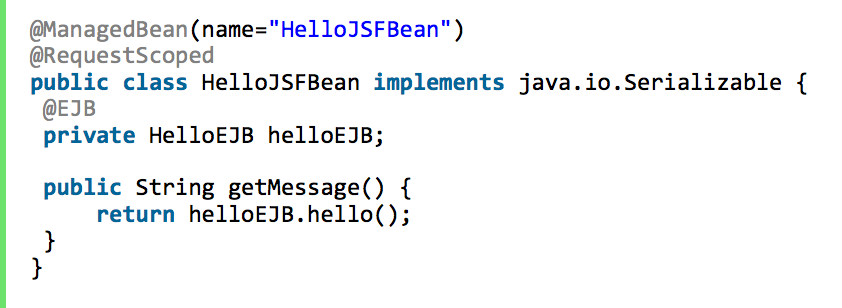 @ManagedBean(name="HelloJSFBean")
@RequestScoped
public class HelloJSFBean implements java.io.Serializable {
@EJB
private HelloEJB helloEJB;
public String getMessage() {
return helloEJB.hello();
}
}